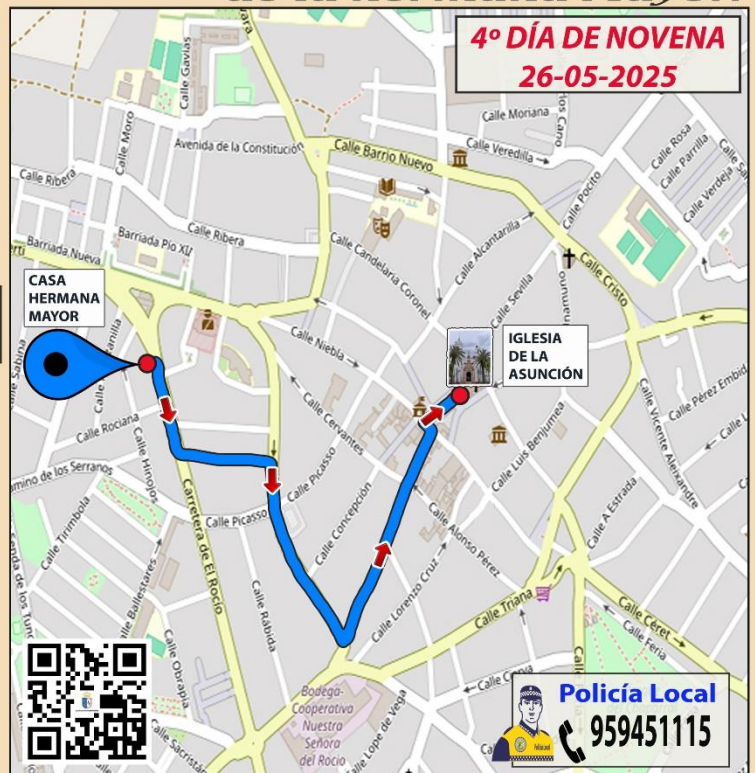 4º DÍA DE NOVENA
26-05-2025
Calle Gavias
Calle Moro
Avenida de la Constitución
Calle Barrio Nuevo
Calle Moriana
Calle Veredilla
Calle Rosa
Calle Parrilla
Calle Verdeja
Calle Pocito
Calle Ribera
Calle Ribera
Barriada Nueva
Barriada Pío XII
Calle Candelaria Coronel
Calle Alcantarilla
Calle Sevilla
Calle Cristo
CASA
HERMANA
MAYOR
Calle Niebla
IGLESIA
DE LA
ASUNCIÓN
Calle Rociana
Calle Hinojos
Calle Cervantes
Calle Picasso
Calle Picasso
Calle Concepción
Calle Luis Benjumea
Calle Vicente Aleixandre
Calle Pérez Embid
Calle A Estrada
Calle Alonso Pérez
Calle Lorenzo Cruz
Carretera de El Rocío
Calle Tirimbola
Calle Ballestares
Calle Rábida
Calle Obrapia
Calle Triana
Calle Ceret
Calle Feria
Calle Lope de Vega
Bodega-
Cooperativa
Nuestra
Señora
del Rocío
Policía Local
959451115